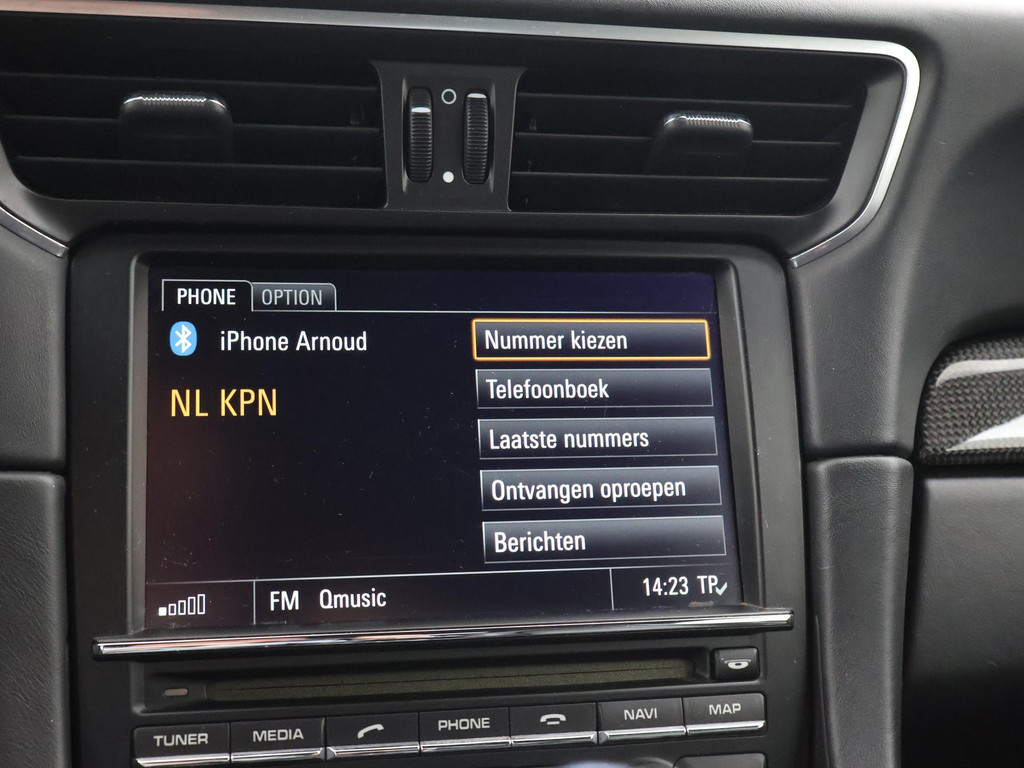 PHONE OPTION
iPhone Arnoud
NL KPN
Nummer kiezen
Telefoonboek
Laatste nummers
Ontvangen oproepen
Berichten
FM Qmusic 14:23 TP
TUNER MEDIA PHONE NAVI MAP